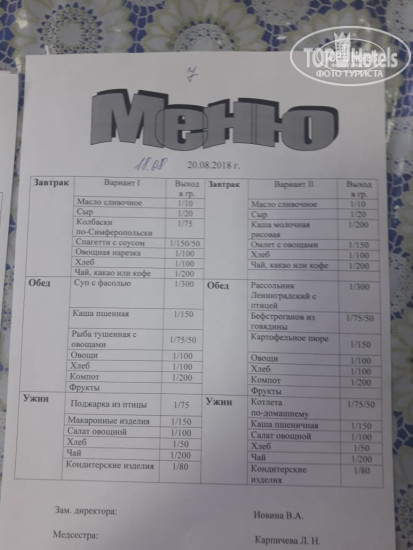 TOP Hotels
ФОТО ТУРИСТА
7
Меню
18.08 20.08.2018 г.
Завтрак Вариант I Выход в гр. Завтрак Вариант II Выход в гр.
Масло сливочное 1/10
Сыр 1/20
Колбаски
по-Симферопольски 1/75
Спагетти с соусом 1/150/50
Овощная нарезка 1/100
Хлеб 1/100
Чай, какао или кофе 1/200
Масло сливочное 1/10
Сыр 1/20
Каша молочная 1/200
рисовая
Омлет с овощами 1/150
Хлеб 1/100
Чай, какао или кофе 1/200
Обед Суп с фасолью 1/300
Каша пшенная 1/150
Рыба тушенная с
овощами 1/75/50
Овощи 1/100
Хлеб 1/100
Компот 1/200
Фрукты
Обед Рассольник 1/300
Ленинградский с
птицей
Бефстроганов из 1/75/50
говядины
Картофельное пюре
1/150
Овощи 1/100
Хлеб 1/100
Компот 1/200
Фрукты
Ужин
Поджарка из птицы 1/75
Макаронные изделия 1/150
Салат овощной 1/100
Хлеб 1/50
Чай 1/200
Кондитерские изделия 1/80
Ужин Котлета 1/75/50
по-домашнему
Каша пшеничная 1/150
Салат овощной 1/100
Хлеб 1/50
Чай 1/200
Кондитерские 1/80
изделия
Зам. директора: Иовина В.А.
Медсестра: Карпичева Л. Н.